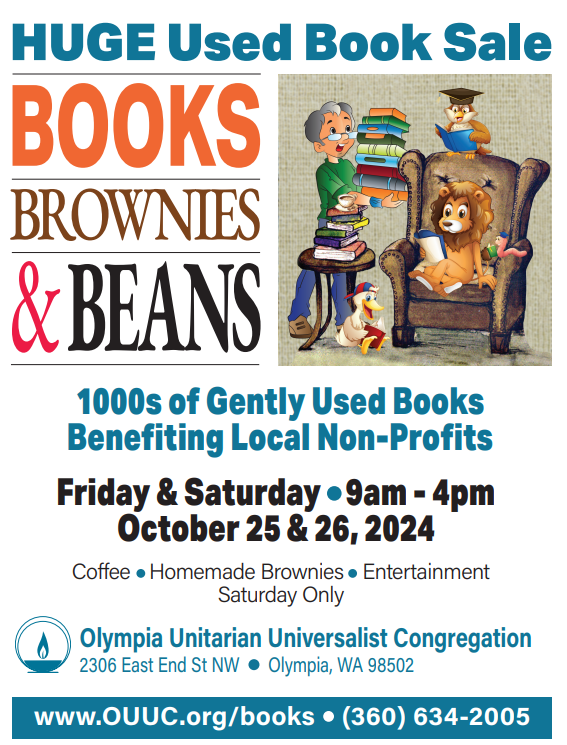 HUGE Used Book Sale
BOOKS
BROWNIES
& BEANS
1000s of Gently Used Books
Benefiting Local Non-Profits
Friday & Saturday • 9am - 4pm
October 25 & 26, 2024
Coffee • Homemade Brownies • Entertainment
Saturday Only
Olympia Unitarian Universalist Congregation
2306 East End St NW • Olympia, WA 98502
www.OUUC.org/books • (360) 634-2005